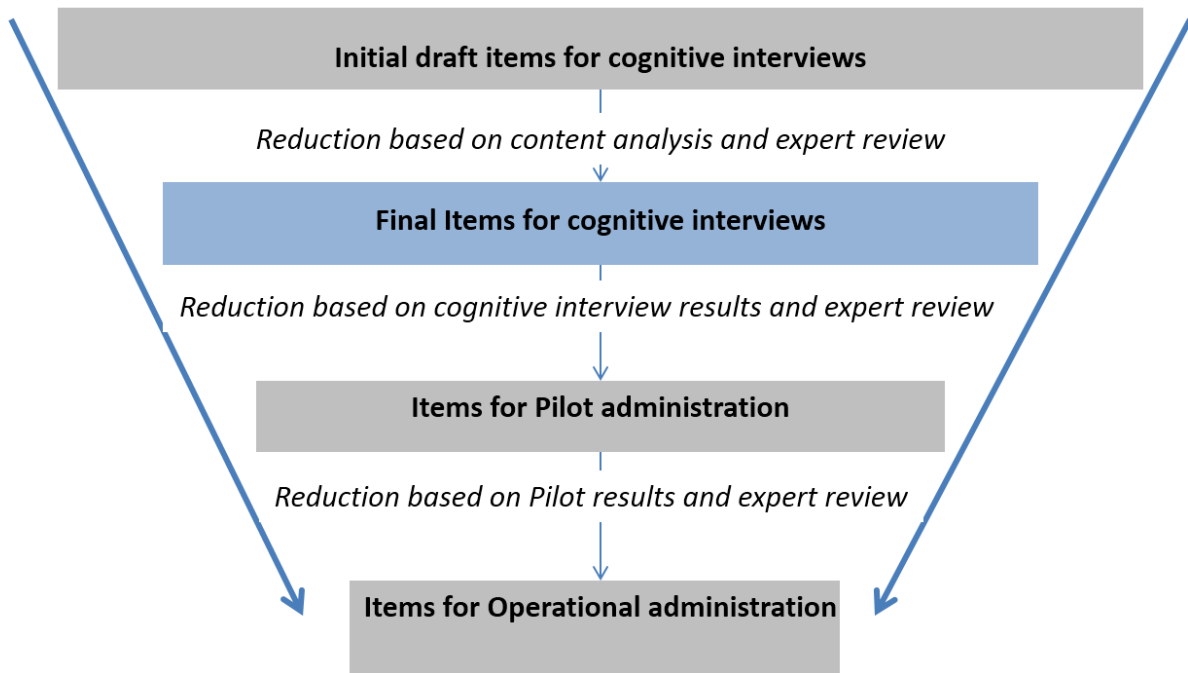 Initial draft items for cognitive interviews
Reduction based on content analysis and expert review
Final Items for cognitive interviews
Reduction based on cognitive interview results and expert review
Items for Pilot administration
Reduction based on Pilot results and expert review
Items for Operational administration